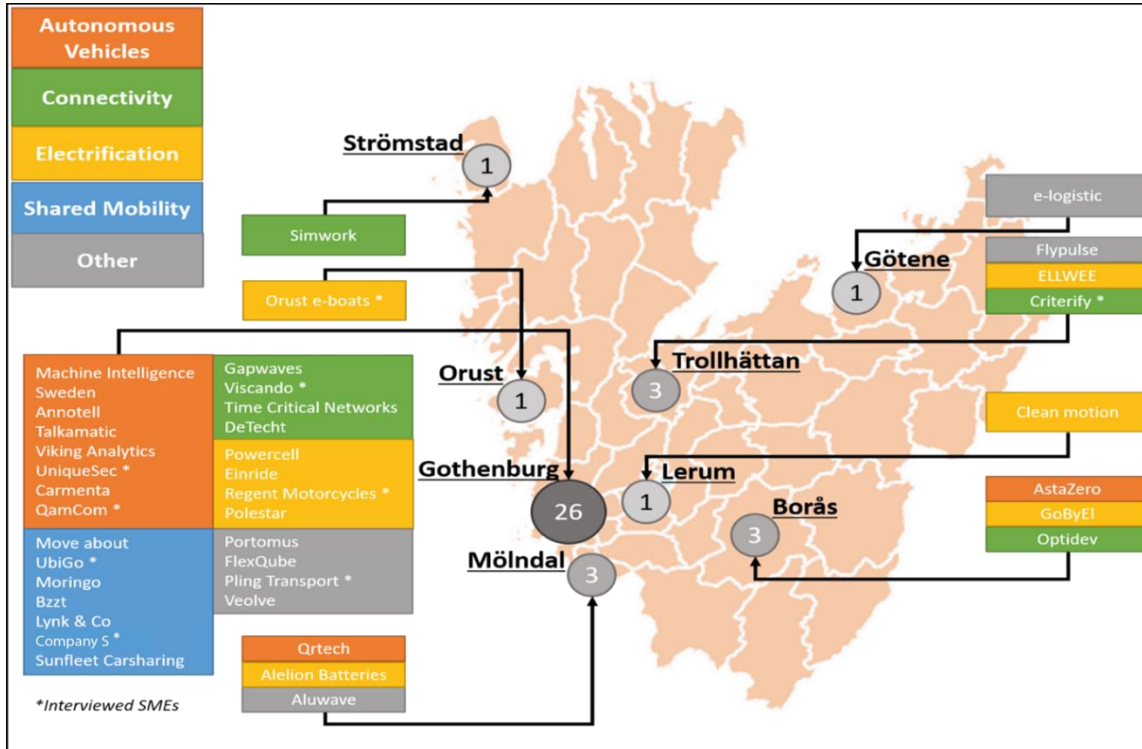 Autonomous
Vehicles
Connectivity
Electrification
Shared Mobility
Other
Strömstad
1
Simwork
Orust e-boats *
Orust
1
e-logistic
Götene
1
Flypulse
ELLWEE
Criterify *
Trollhättan
3
Clean motion
Lerum
1
Gothenburg
26
Machine Intelligence
Sweden
Annotell
Talkamatic
Viking Analytics
UniqueSec *
Carmenta
QamCom *
Gapwaves
Viscando *
Time Critical Networks
DeTecht
Powercell
Einride
Regent Motorcycles *
Polestar
Move about
UbiGo *
Moringo
Bzzt
Lynk & Co
Company S *
Sunfleet Carsharing
Portomus
FlexQube
Pling Transport *
Veolve
Borås
3
AstaZero
GoByEl
Optidev
Mölndal
3
Qrtech
Alelion Batteries
Aluwave
*Interviewed SMEs